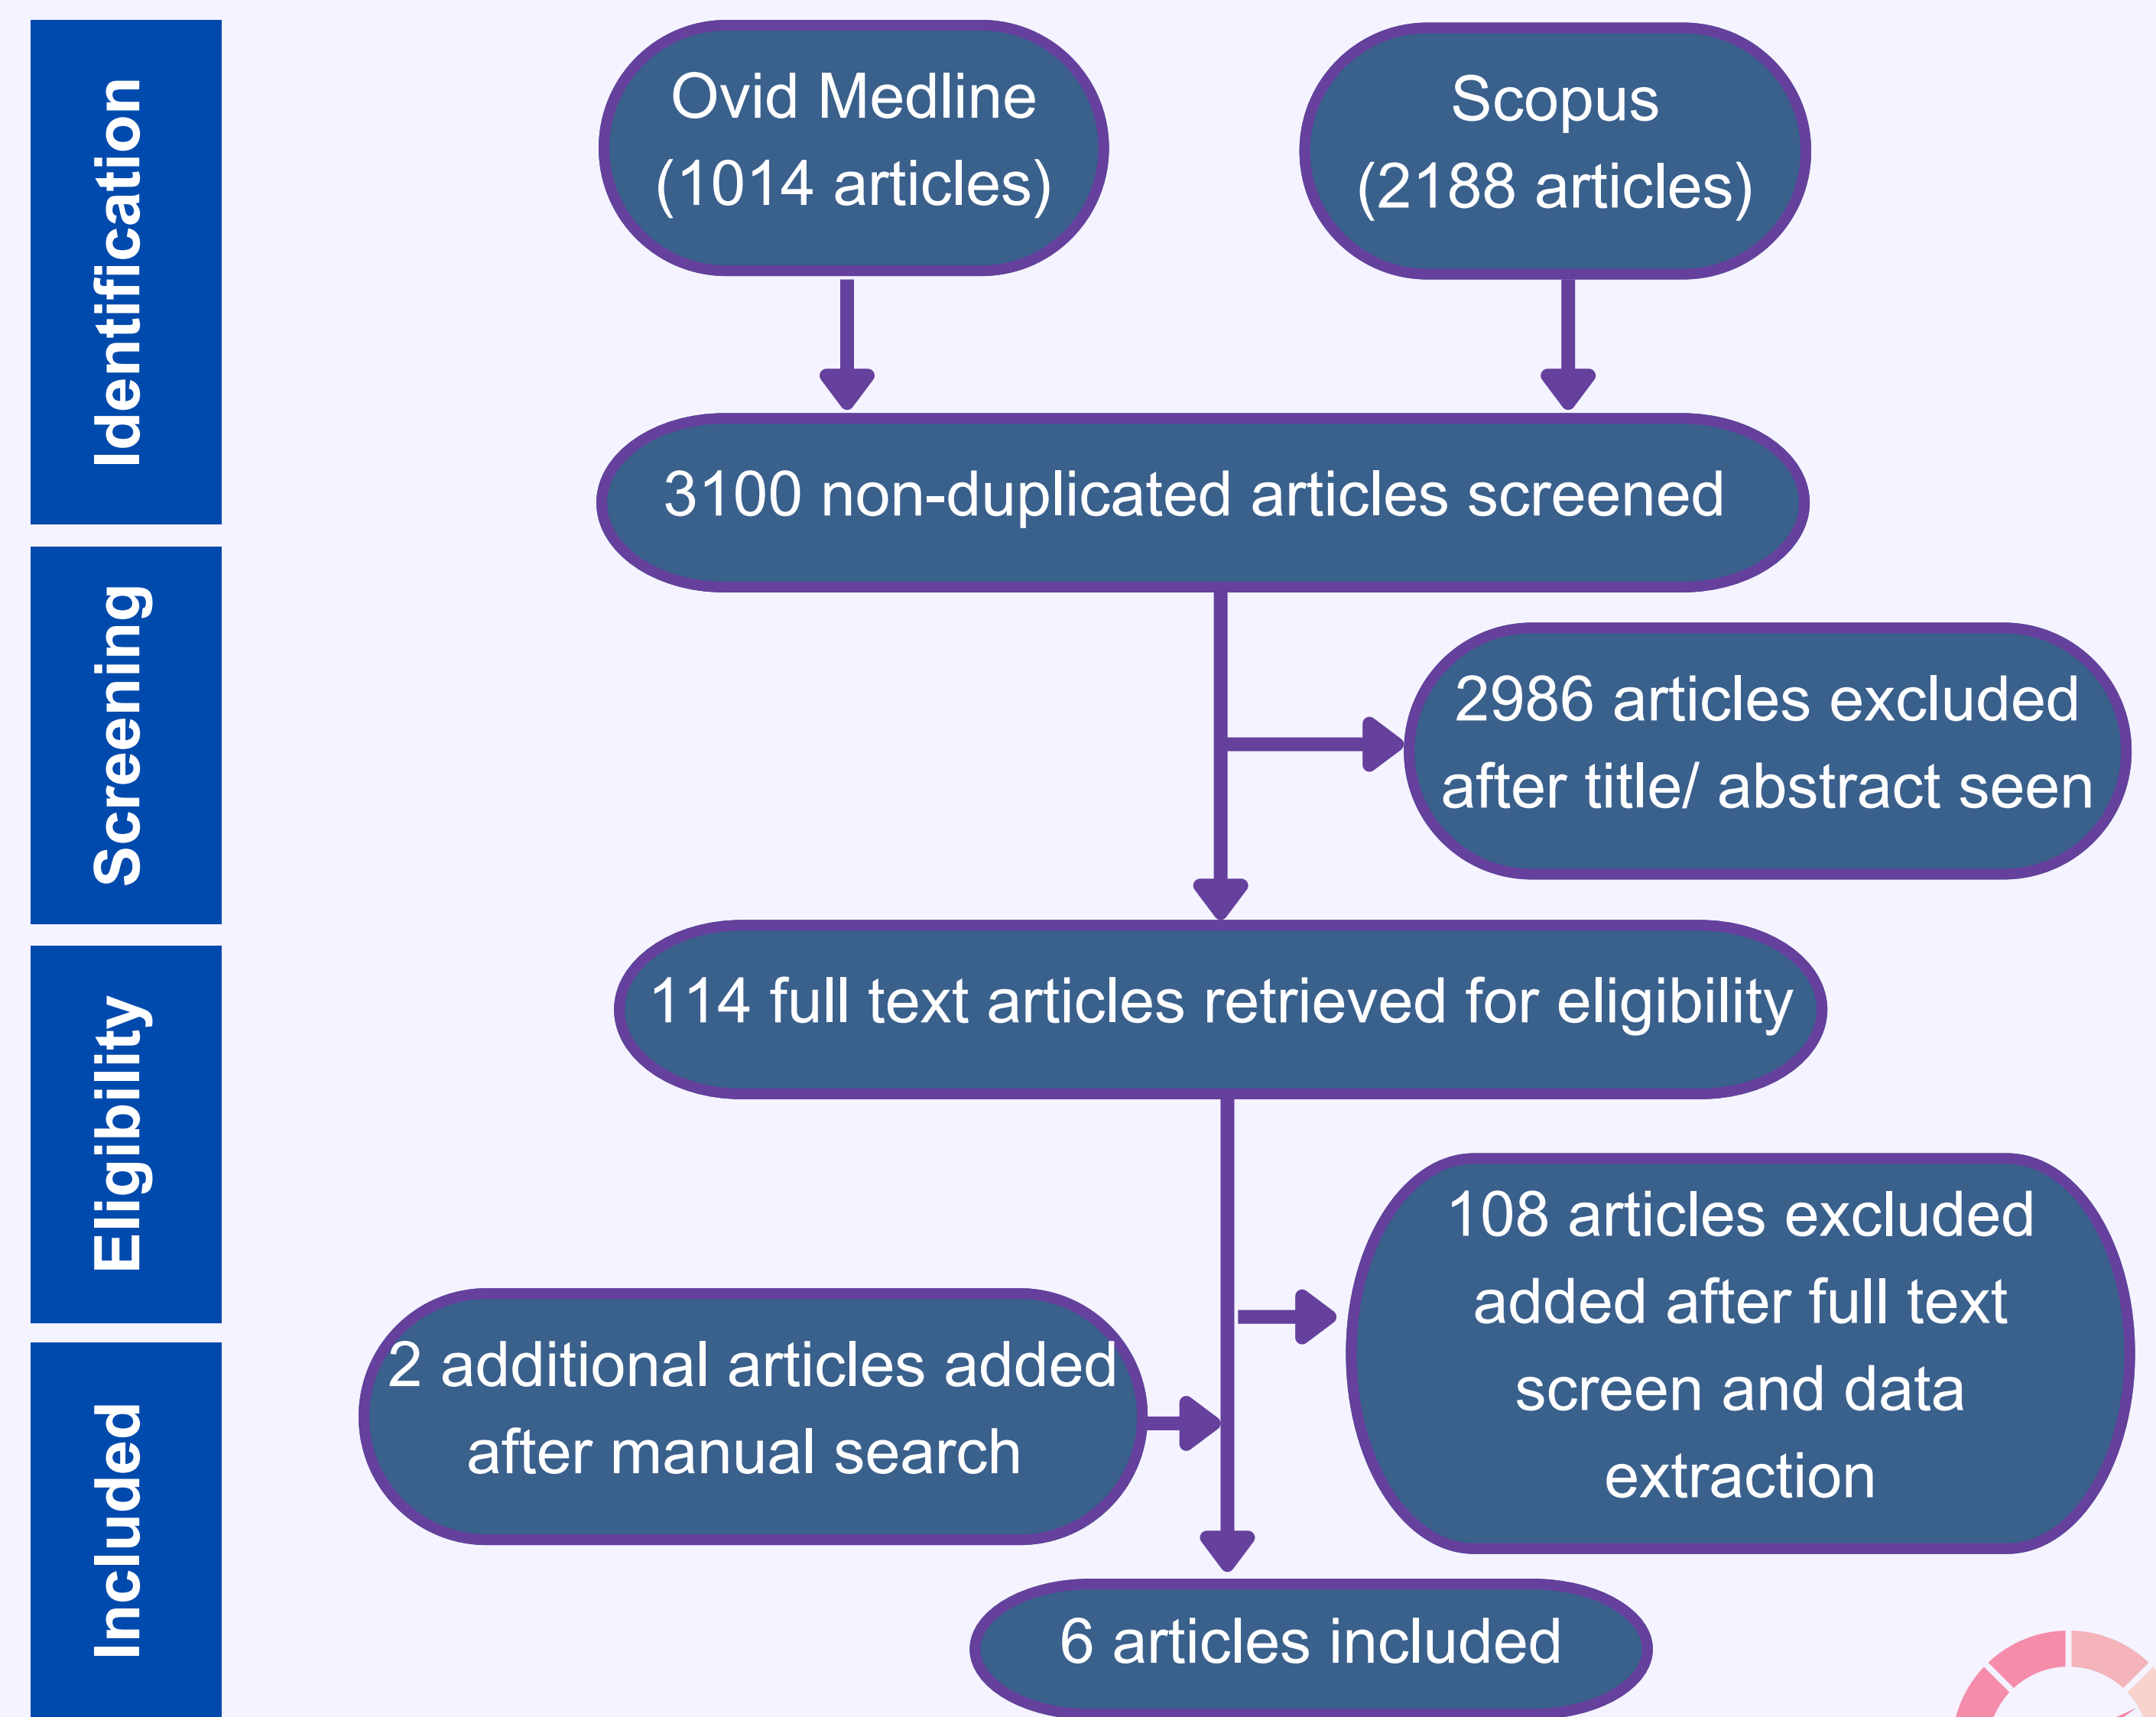 Identification
Ovid Medline
(1014 articles)
Scopus
(2188 articles)
3100 non-duplicated articles screened
Screening
2986 articles excluded
after title/ abstract seen
Eligibility
114 full text articles retrieved for eligibility
108 articles excluded
added after full text
screen and data
extraction
Included
2 additional articles added
after manual search
6 articles included